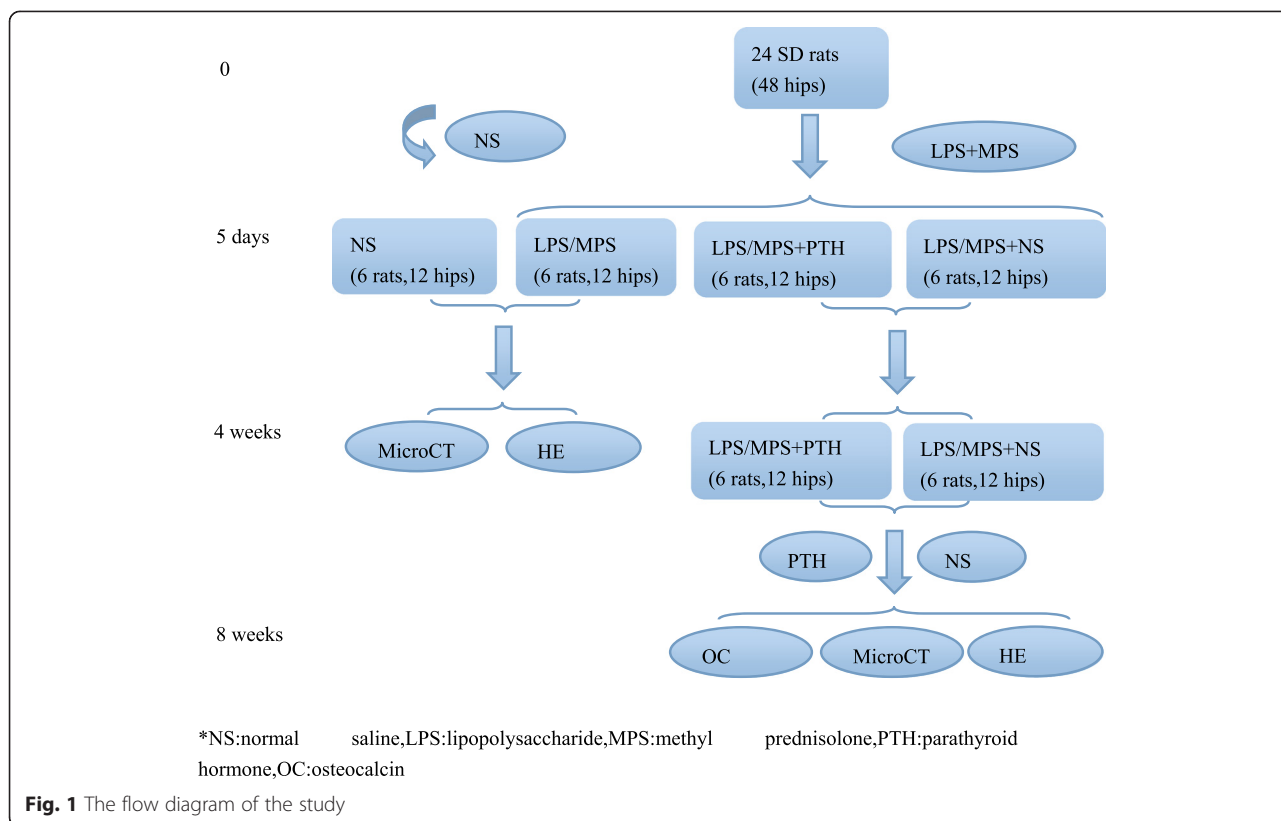 0
24 SD rats
(48 hips)
NS
LPS+MPS
5 days
NS
(6 rats,12 hips)
LPS/MPS
(6 rats,12 hips)
LPS/MPS+PTH
(6 rats,12 hips)
LPS/MPS+NS
(6 rats,12 hips)
4 weeks
MicroCT
HE
LPS/MPS+PTH
(6 rats,12 hips)
LPS/MPS+NS
(6 rats,12 hips)
PTH
NS
8 weeks
OC
MicroCT
HE
*NS:normal saline,LPS:lipopolysaccharide,MPS:methyl prednisolone,PTH:parathyroid
hormone,OC:osteocalcin
Fig. 1 The flow diagram of the study